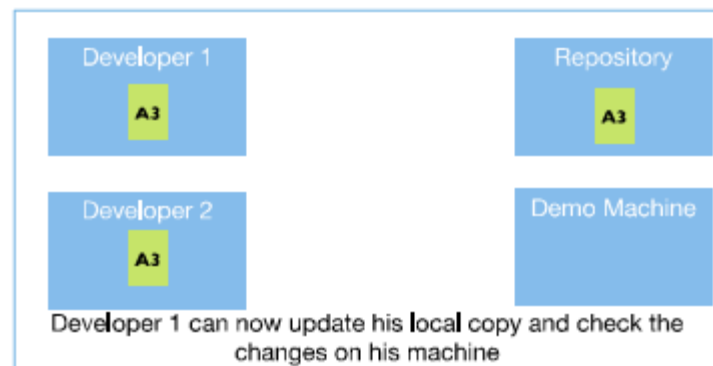 Developer 1
A3
Repository
A3
Developer 2
A3
Demo Machine
Developer 1 can now update his local copy and check the
changes on his machine